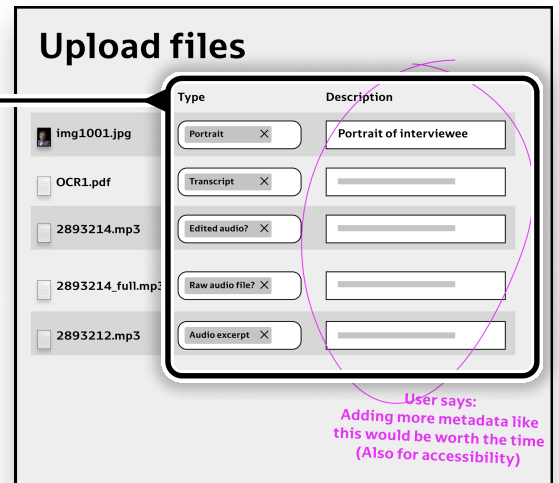 Upload files
Type Description
img1001.jpg Portrait Portrait of interviewee
OCR1.pdf Transcript
2893214.mp3 Edited audio?
2893214_full.mp3 Raw audio file?
2893212.mp3 Audio excerpt
User says:
Adding more metadata like
this would be worth the time
(Also for accessibility)